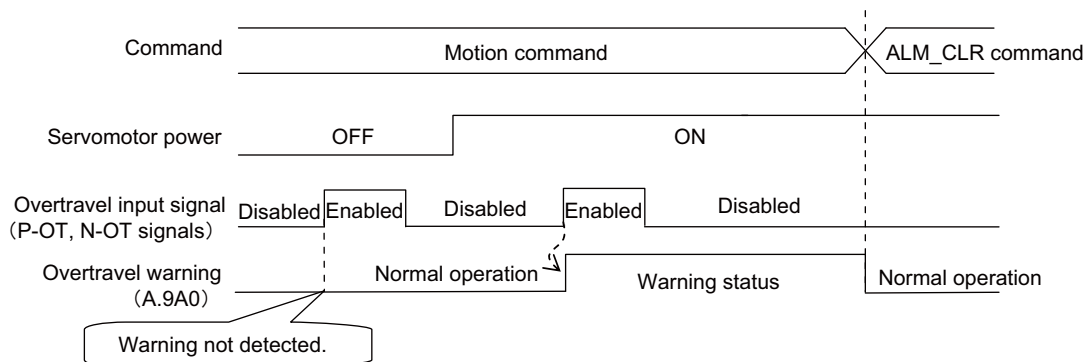 Command
Motion command
ALM_CLR command
Servomotor power
OFF
ON
Overtravel input signal
(P-OT, N-OT signals)
Disabled
Enabled
Disabled
Enabled
Disabled
Overtravel warning
(A.9A0)
Normal operation
Warning status
Normal operation
Warning not detected.